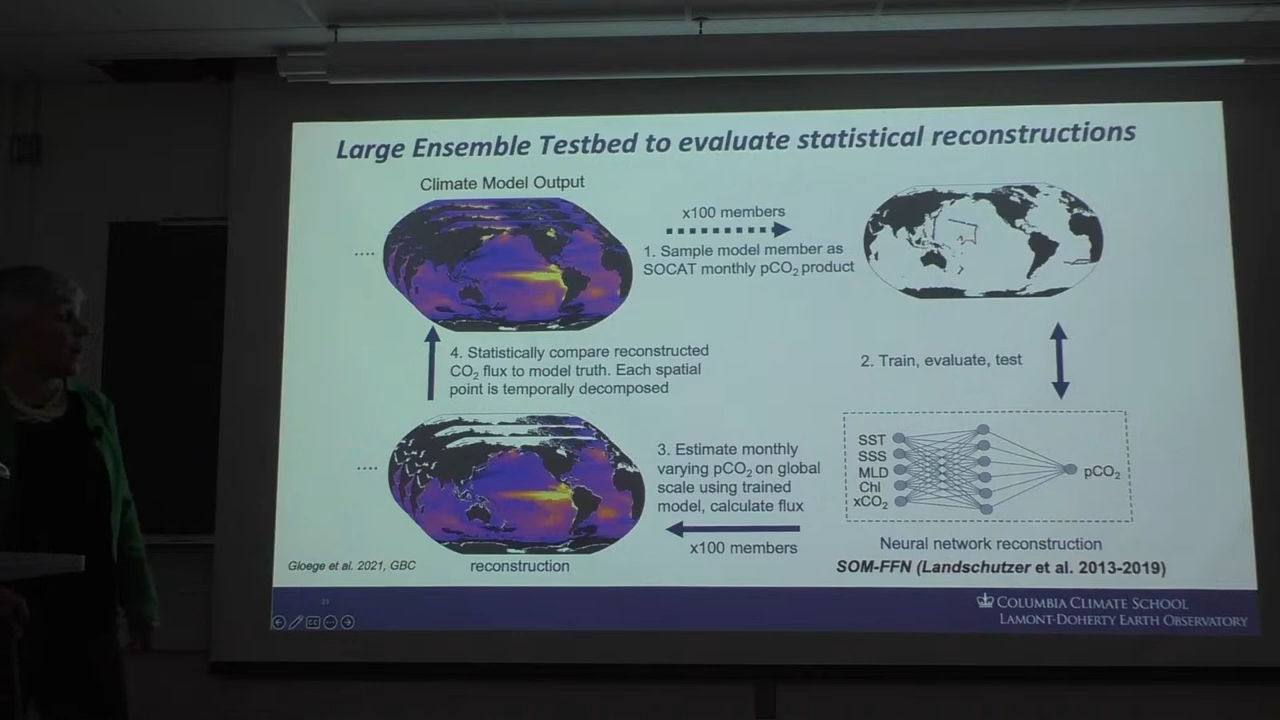 Large Ensemble Testbed to evaluate statistical reconstructions
Climate Model Output
x100 members
1. Sample model member as
SOCAT monthly pCO₂ product
....
4. Statistically compare reconstructed
CO₂ flux to model truth. Each spatial
point is temporally decomposed
2. Train, evaluate, test
....
3. Estimate monthly
varying pCO₂ on global
scale using trained
model, calculate flux
x100 members
SST
SSS
MLD
Chl
xCO₂
pCO₂
Neural network reconstruction
SOM-FFN (Landschutzer et al. 2013-2019)
Gloege et al. 2021, GBC
reconstruction
23
COLUMBIA CLIMATE SCHOOL
LAMONT-DOHERTY EARTH OBSERVATORY